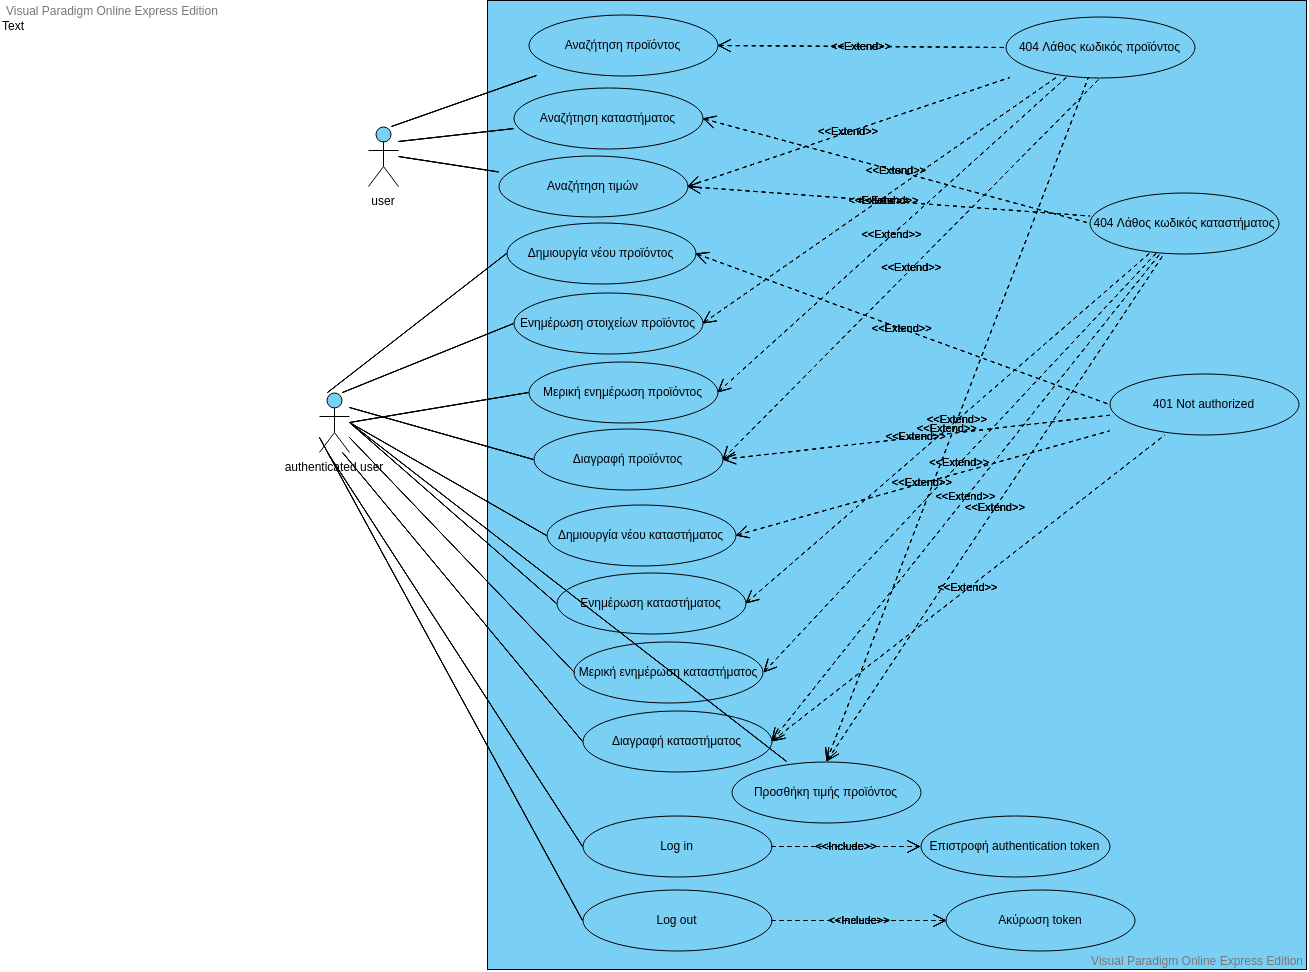 Visual Paradigm Online Express Edition
Text
Αναζήτηση προϊόντος
<<Extend>>
404 Λάθος κωδικός προϊόντος
Αναζήτηση καταστήματος
<<Extend>>
user
Αναζήτηση τιμών
<<Extend>>
<<Extend>>
<<Extend>>
404 Λάθος κωδικός καταστήματος
<<Extend>>
Δημιουργία νέου προϊόντος
<<Extend>>
Ενημέρωση στοιχείων προϊόντος
<<Extend>>
Μερική ενημέρωση προϊόντος
401 Not authorized
<<Extend>>
<<Extend>>
<<Extend>>
authenticated user
Διαγραφή προϊόντος
<<Extend>>
<<Extend>>
<<Extend>>
<<Extend>>
Δημιουργία νέου καταστήματος
<<Extend>>
Ενημέρωση καταστήματος
Μερική ενημέρωση καταστήματος
Διαγραφή καταστήματος
Προσθήκη τιμής προϊόντος
Log in
<<Include>>
Επιστροφή authentication token
Log out
<<Include>>
Ακύρωση token
Visual Paradigm Online Express Edition